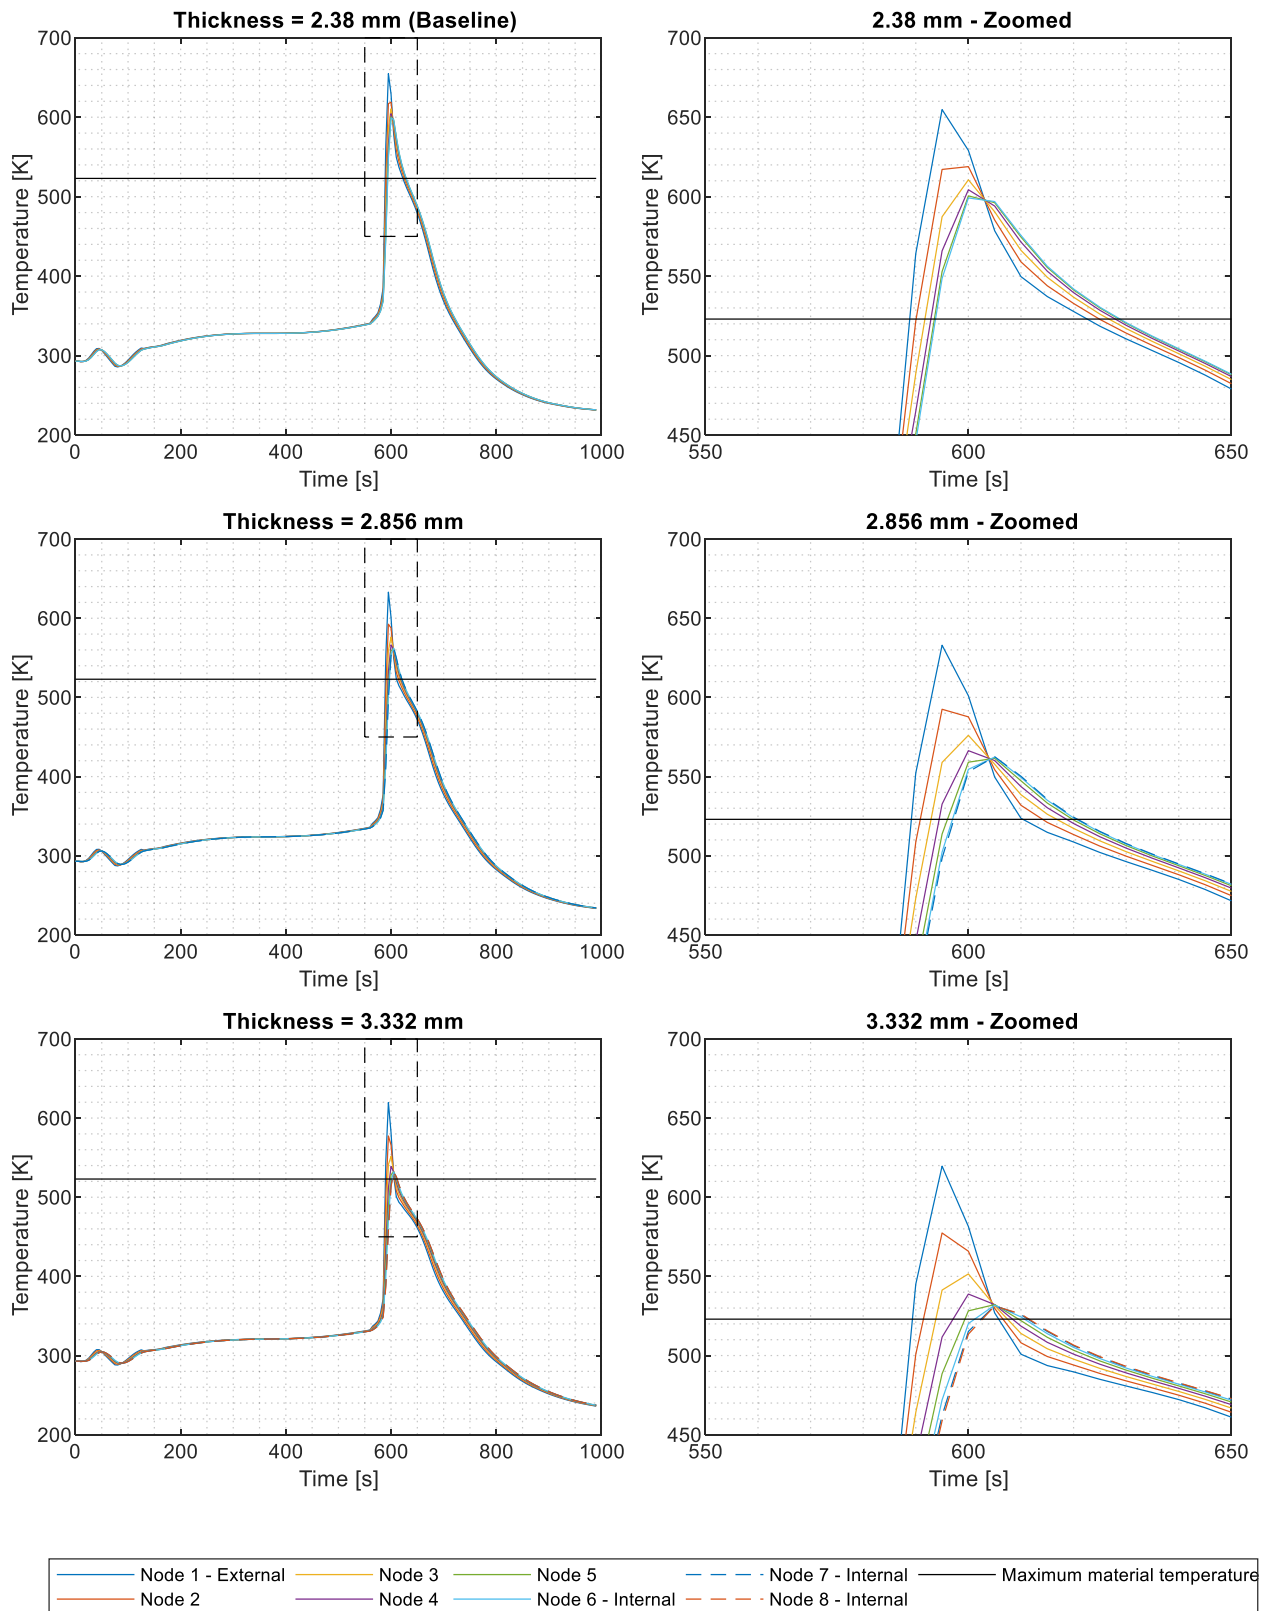 Thickness = 2.38 mm (Baseline)
700
600
500
400
300
200
Temperature [K]
0 200 400 600 800 1000
Time [s]
2.38 mm - Zoomed
700
650
600
550
500
450
Temperature [K]
550 600 650
Time [s]
Thickness = 2.856 mm
700
600
500
400
300
200
Temperature [K]
0 200 400 600 800 1000
Time [s]
2.856 mm - Zoomed
700
650
600
550
500
450
Temperature [K]
550 600 650
Time [s]
Thickness = 3.332 mm
700
600
500
400
300
200
Temperature [K]
0 200 400 600 800 1000
Time [s]
3.332 mm - Zoomed
700
650
600
550
500
450
Temperature [K]
550 600 650
Time [s]
Node 1 - External Node 3 Node 5 Node 7 - Internal Maximum material temperature
Node 2 Node 4 Node 6 - Internal Node 8 - Internal